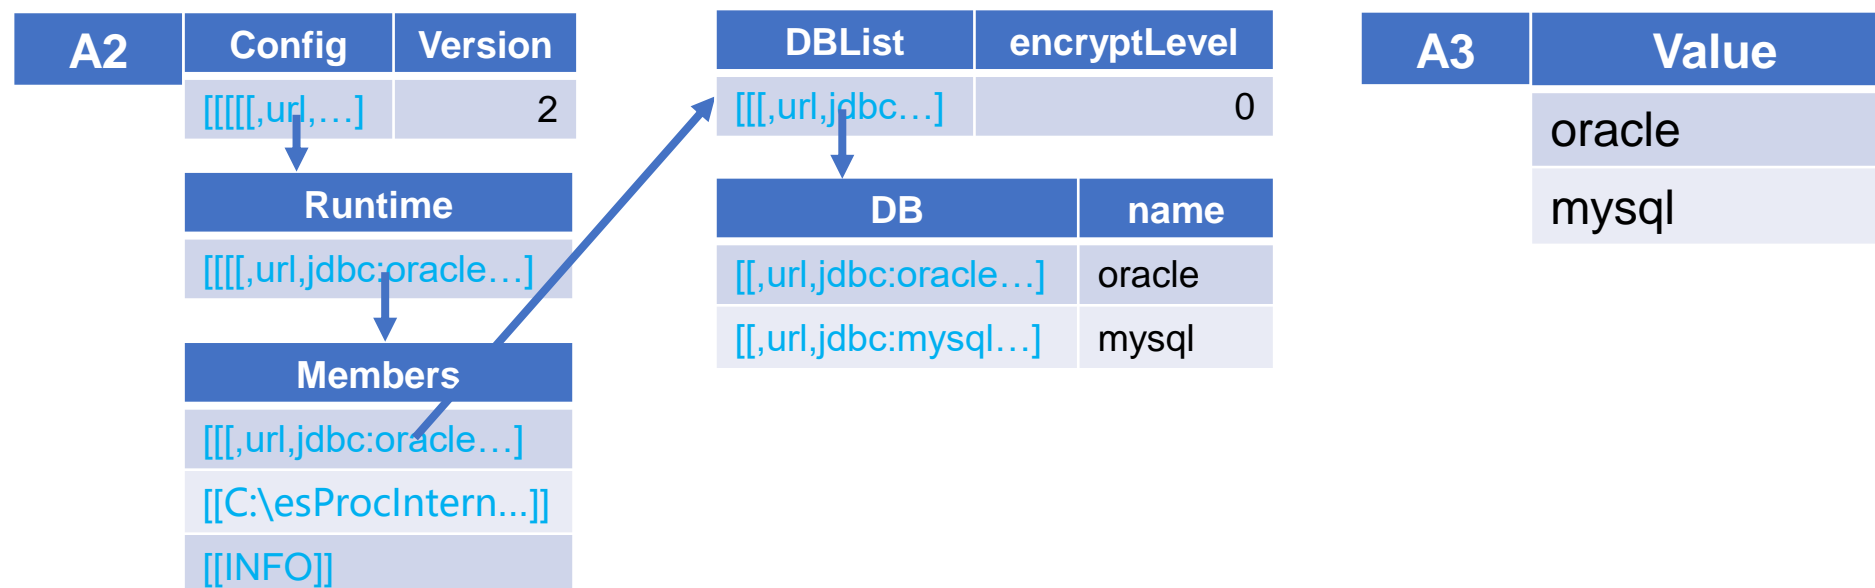 A2 Config Version
[[[[[,url,…] 2
Runtime
[[[[,url,jdbc:oracle…]
Members
[[[,url,jdbc:oracle…]
[[C:\esProcIntern...]]
[[INFO]]
DBList encryptLevel
[[[,url,jdbc…] 0
DB name
[[,url,jdbc:oracle…] oracle
[[,url,jdbc:mysql…] mysql
A3 Value
oracle
mysql